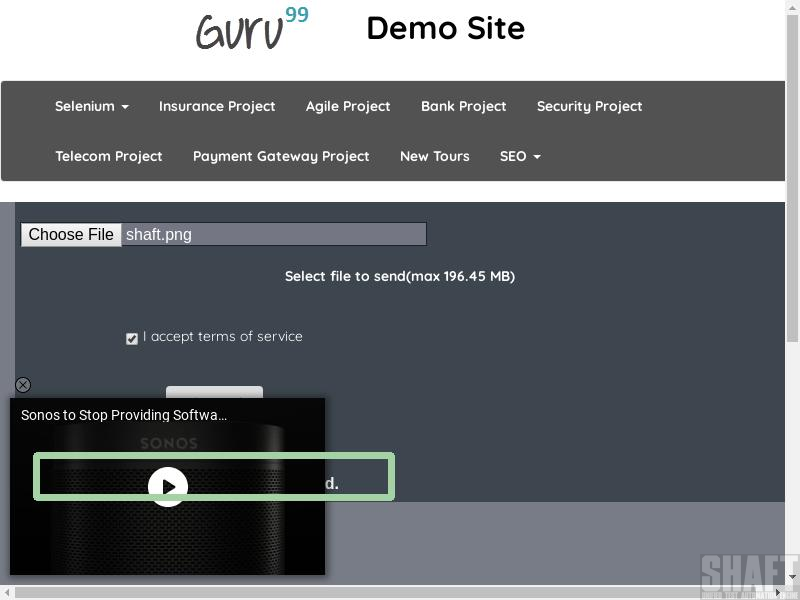 Guru99
Demo Site
Selenium
Insurance Project
Agile Project
Bank Project
Security Project
Telecom Project
Payment Gateway Project
New Tours
SEO
Choose File shaft.png
Select file to send(max 196.45 MB)
I accept terms of service
Sonos to Stop Providing Softwa...
SONOS
d.
SHAFT